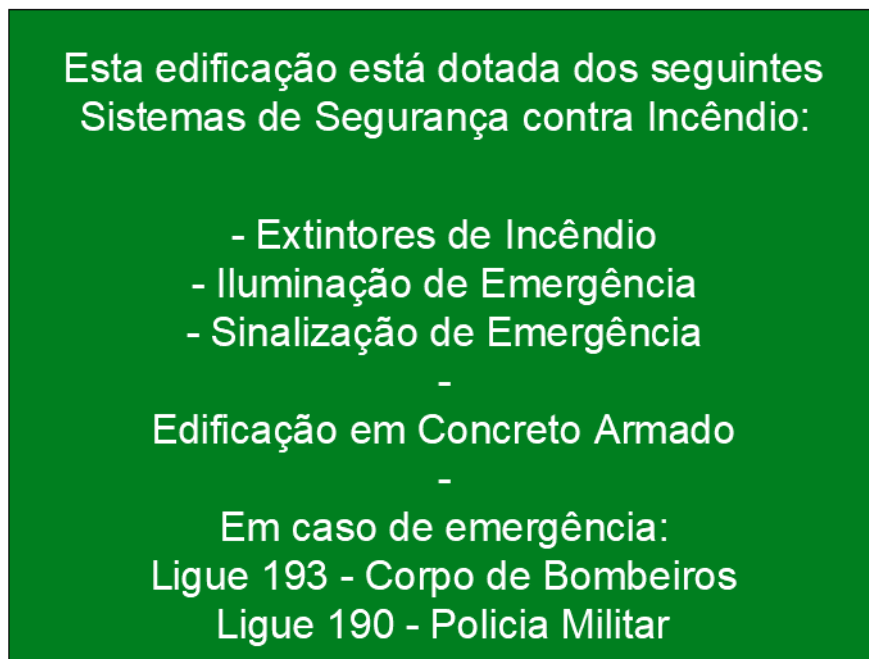 Esta edificação está dotada dos seguintes
Sistemas de Segurança contra Incêndio:
- Extintores de Incêndio
- Iluminação de Emergência
- Sinalização de Emergência
-
Edificação em Concreto Armado
-
Em caso de emergência:
Ligue 193 - Corpo de Bombeiros
Ligue 190 - Policia Militar